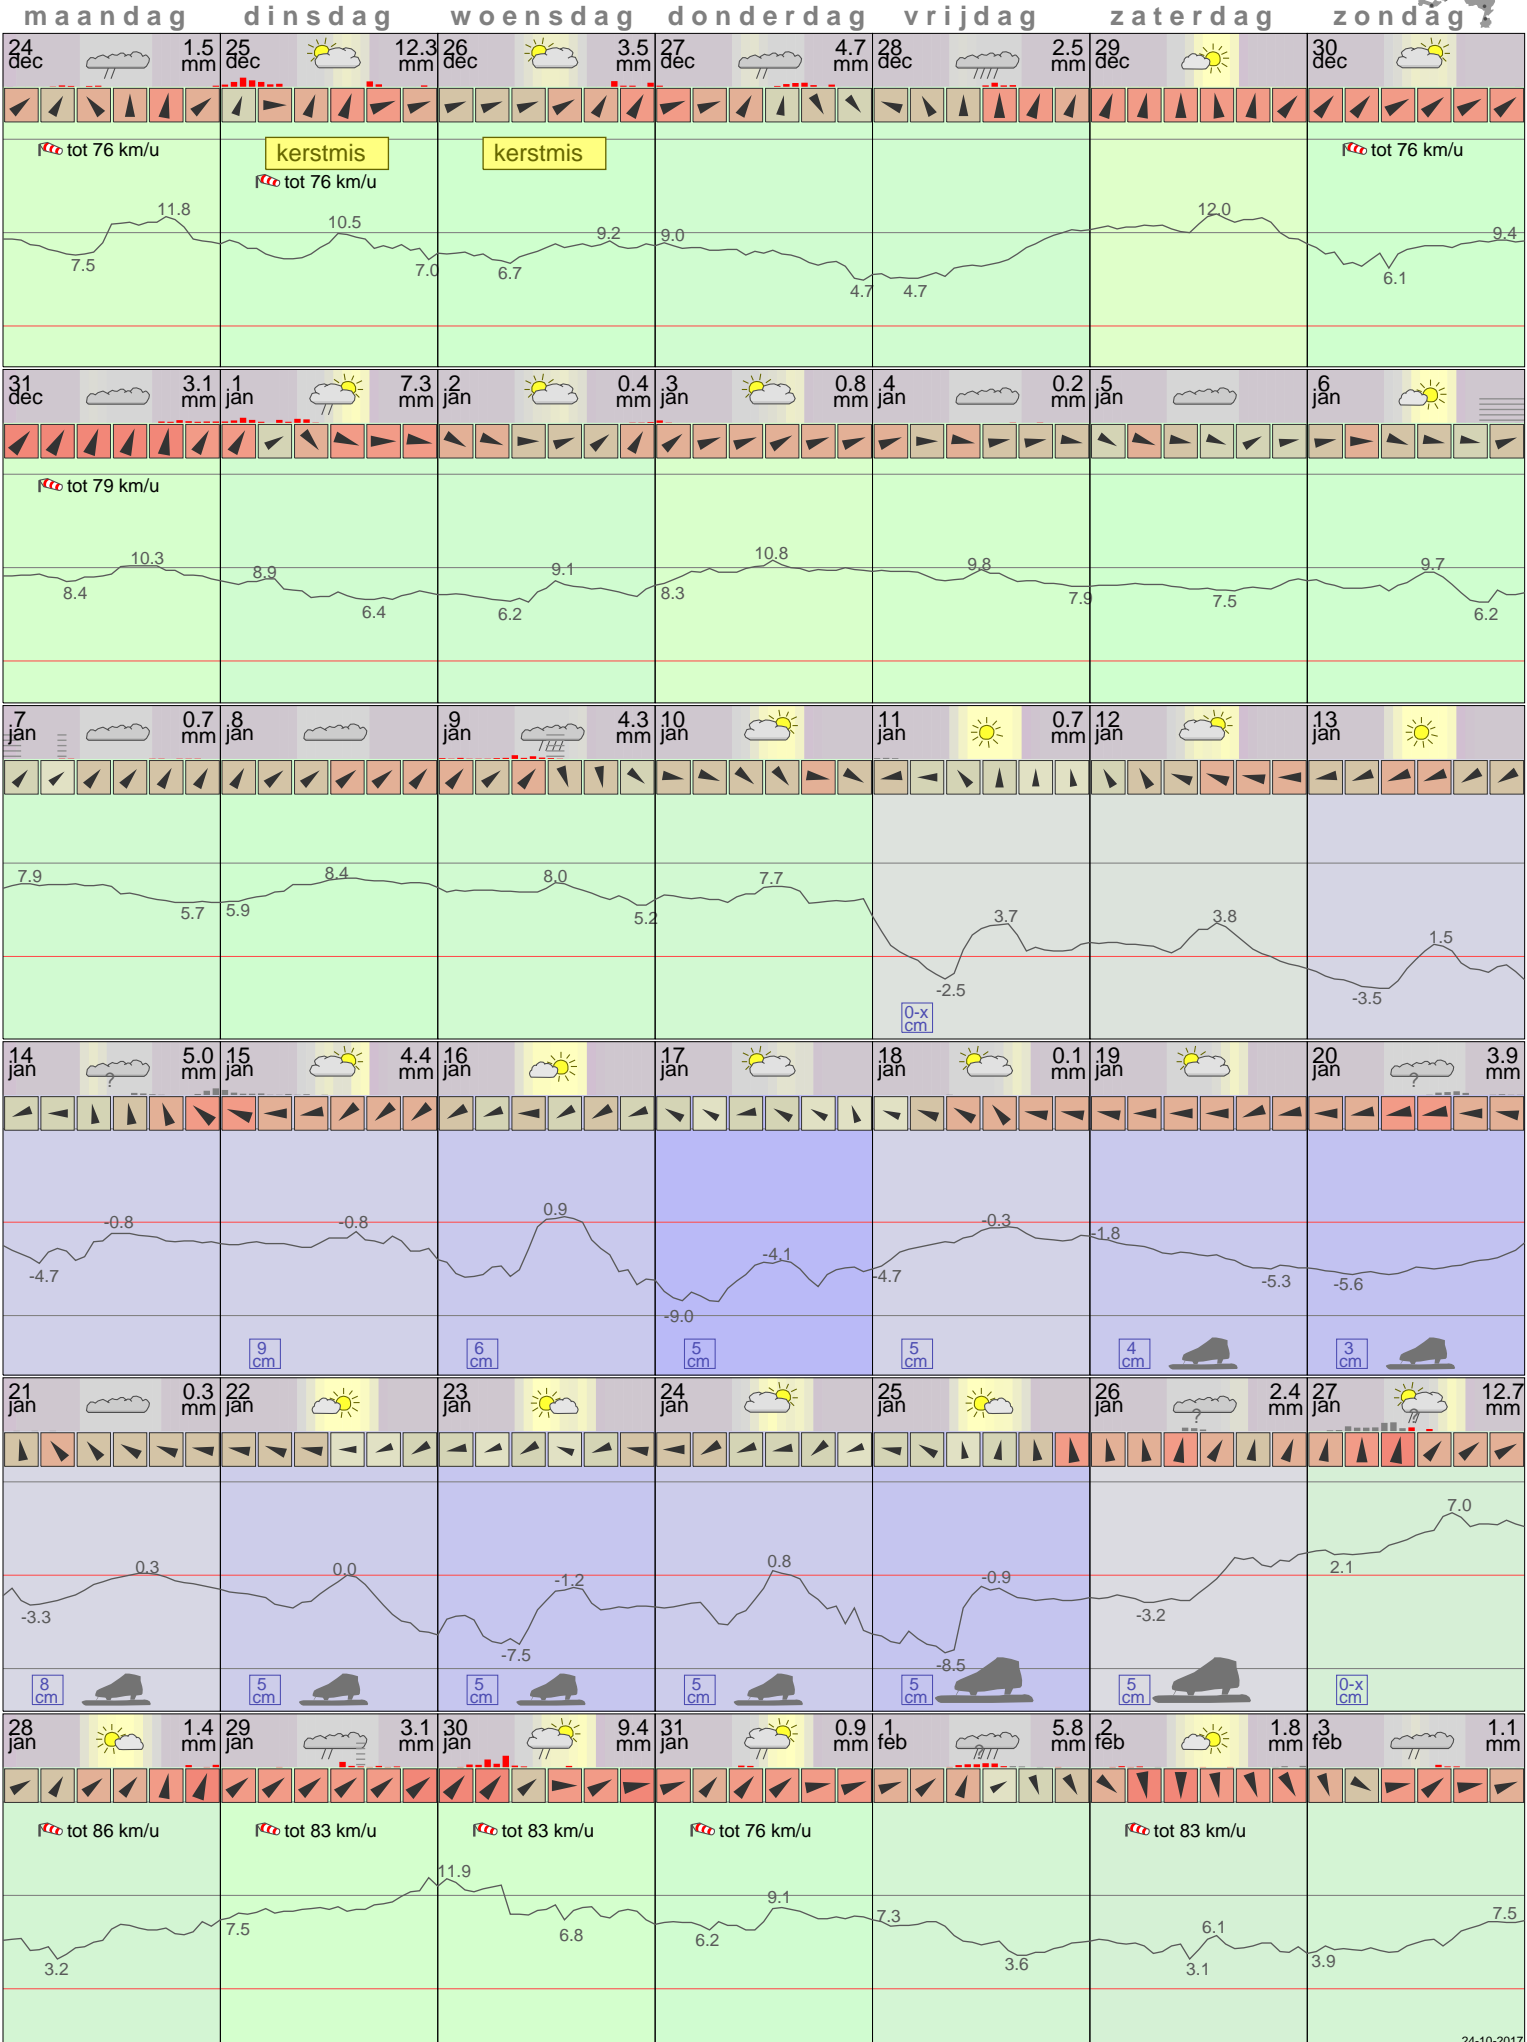 maandag dinsdag woensdag donderdag vrijdag zaterdag zondag
24 dec 1.5 mm 25 dec 12.3 mm 26 dec 3.5 mm 27 dec 4.7 mm 28 dec 2.5 mm 29 dec 30 dec
tot 76 km/u kerstmis kerstmis tot 76 km/u
tot 76 km/u
11.8 10.5 9.2 9.0 12.0 9.4
7.5 7.0 6.7 4.7 4.7 6.1
31 dec 3.1 mm .1 jan 7.3 mm .2 jan 0.4 mm .3 jan 0.8 mm .4 jan 0.2 mm .5 jan .6 jan
tot 79 km/u
10.3 8.9 9.1 10.8 9.8 9.7
8.4 6.4 6.2 8.3 7.9 7.5 6.2
.7 jan 0.7 mm .8 jan .9 jan 4.3 mm 10 jan 11 jan 0.7 mm 12 jan 13 jan
7.9 8.4 8.0 7.7 3.7 3.8 1.5
5.7 5.9 5.2 -2.5 -3.5
0-x cm
14 jan ? 5.0 mm 15 jan 4.4 mm 16 jan 17 jan 18 jan 0.1 mm 19 jan 20 jan ? 3.9 mm
-0.8 -0.8 0.9 -4.1 -0.3 -1.8
-4.7 -9.0 -4.7 -5.3 -5.6
9 cm 6 cm 5 cm 5 cm 4 cm 3 cm
21 jan 0.3 mm 22 jan 23 jan 24 jan 25 jan 26 jan ? 2.4 mm 27 jan ? 12.7 mm
0.3 0.0 -1.2 0.8 -0.9 7.0
-3.3 -7.5 -8.5 -3.2 2.1
8 cm 5 cm 5 cm 5 cm 5 cm 5 cm 0-x cm
28 jan 1.4 mm 29 jan 3.1 mm 30 jan 9.4 mm 31 jan 0.9 mm .1 feb ? 5.8 mm .2 feb 1.8 mm .3 feb 1.1 mm
tot 86 km/u tot 83 km/u tot 83 km/u tot 76 km/u tot 83 km/u
11.9 9.1 7.3 6.1 7.5
3.2 7.5 6.8 6.2 3.6 3.1 3.9
24-10-2017